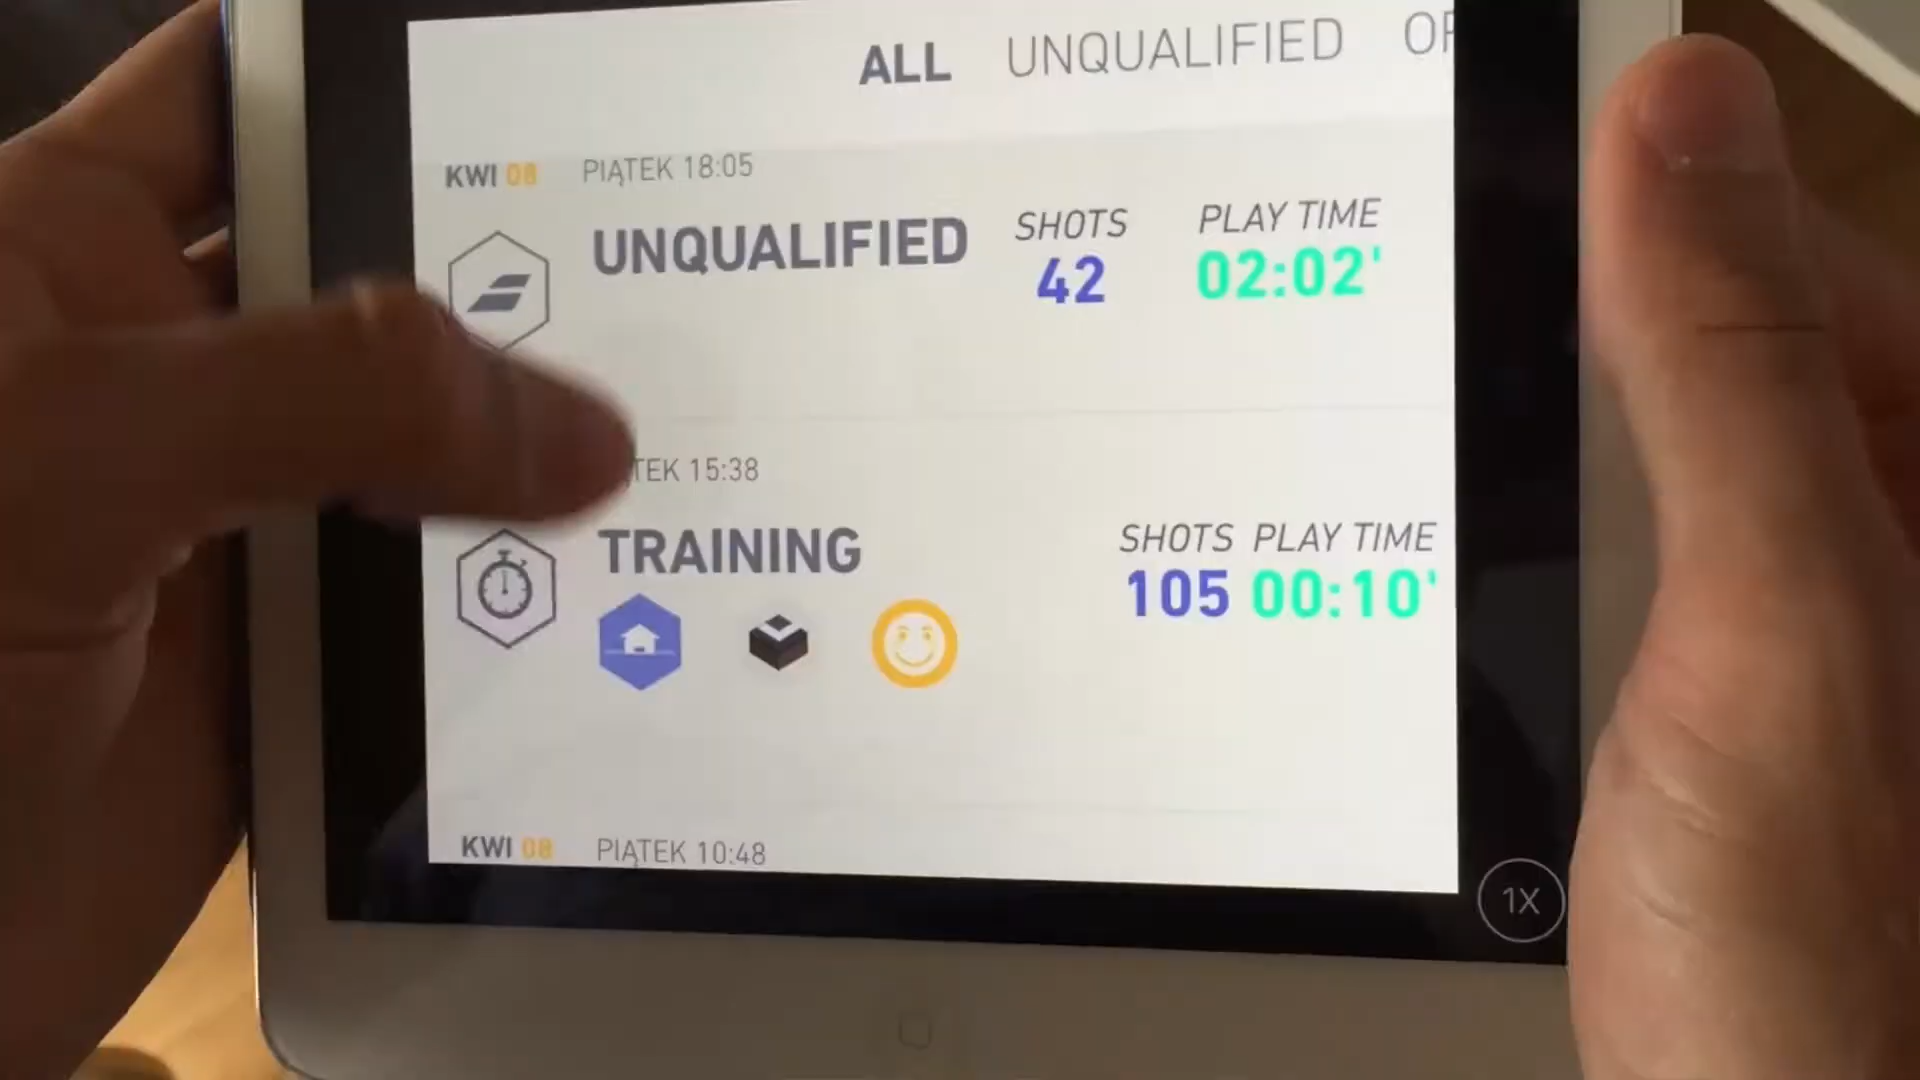 ALL UNQUALIFIED
KWI 08 PIĄTEK 18:05
UNQUALIFIED
SHOTS PLAY TIME
42 02:02'
15:38
TRAINING
SHOTS PLAY TIME
105 00:10'
KWI 08 PIĄTEK 10:48
1X